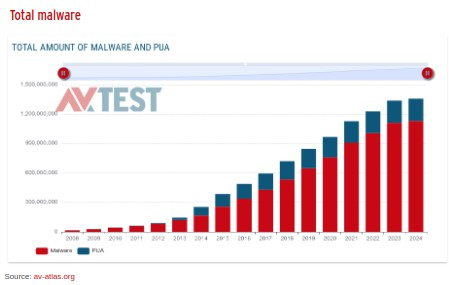 Total malware
TOTAL AMOUNT OF MALWARE AND PUA
AVTEST
1,500,000,000
1,200,000,000
900,000,000
600,000,000
300,000,000
0
2008 2009 2010 2011 2012 2013 2014 2015 2016 2017 2018 2019 2020 2021 2022 2023 2024
Malware PUA
Source: av-atlas.org